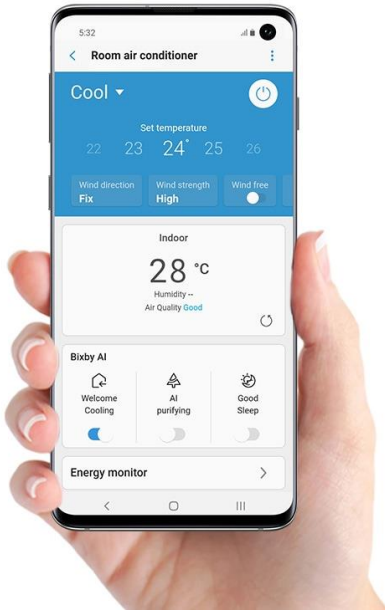 5:32
Room air conditioner
Cool
Set temperature
22 23 24° 25 26
Wind direction Wind strength Wind free
Fix High
Indoor
28 °C
Humidity --
Air Quality Good
Bixby AI
Welcome Cooling
AI purifying
Good Sleep
Energy monitor